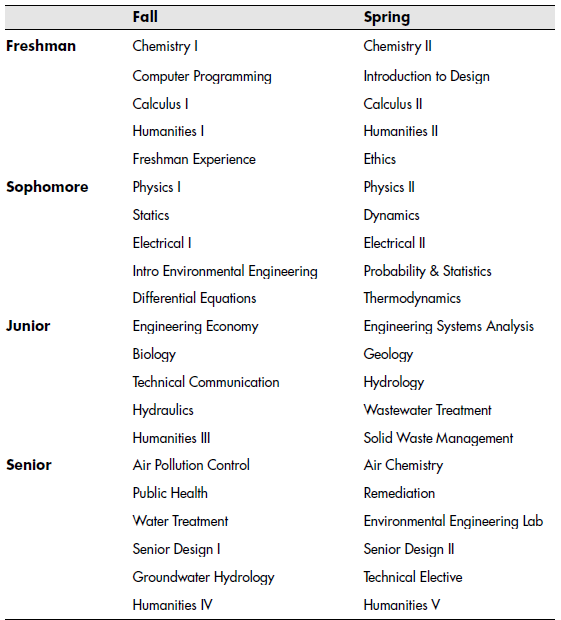 Fall Spring
Freshman Chemistry I Chemistry II
Computer Programming Introduction to Design
Calculus I Calculus II
Humanities I Humanities II
Freshman Experience Ethics
Sophomore Physics I Physics II
Statics Dynamics
Electrical I Electrical II
Intro Environmental Engineering Probability & Statistics
Differential Equations Thermodynamics
Junior Engineering Economy Engineering Systems Analysis
Biology Geology
Technical Communication Hydrology
Hydraulics Wastewater Treatment
Humanities III Solid Waste Management
Senior Air Pollution Control Air Chemistry
Public Health Remediation
Water Treatment Environmental Engineering Lab
Senior Design I Senior Design II
Groundwater Hydrology Technical Elective
Humanities IV Humanities V